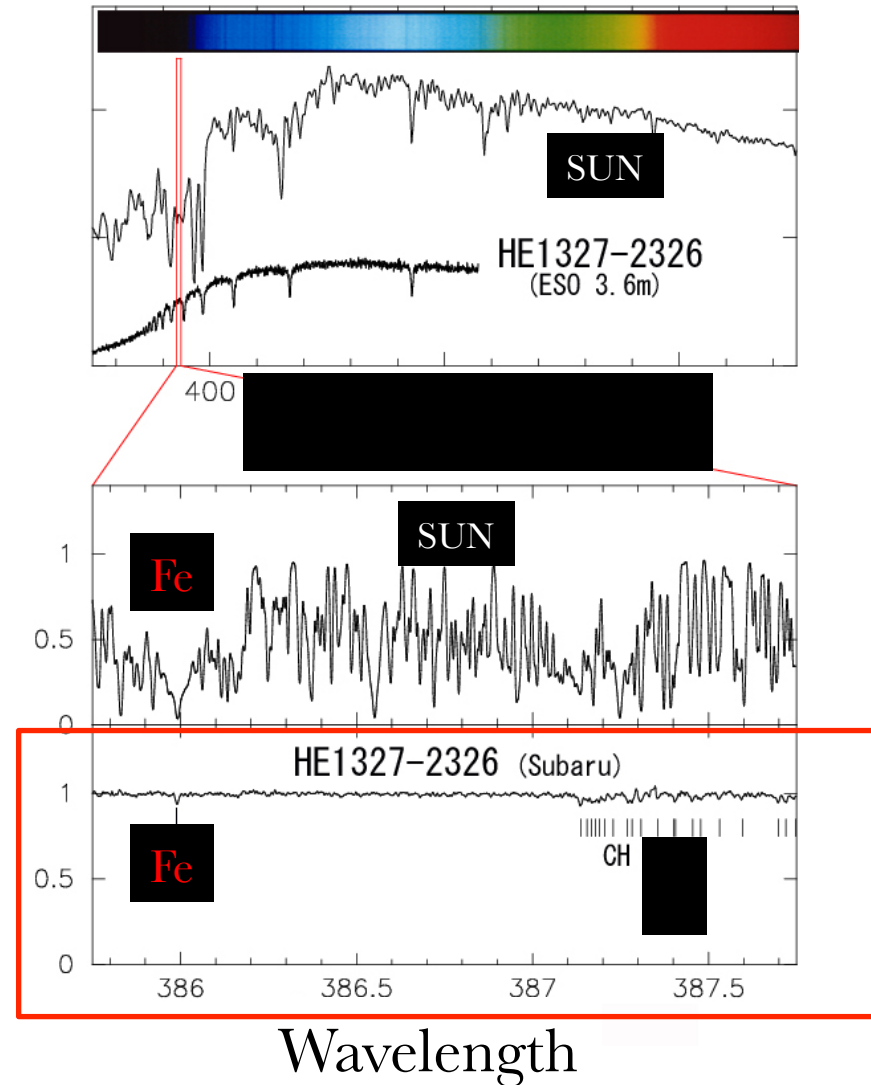 SUN
HE1327-2326
(ESO 3.6m)
400
SUN
Fe
1
0.5
0
HE1327-2326 (Subaru)
1
Fe
CH
0.5
0
386 386.5 387 387.5
Wavelength